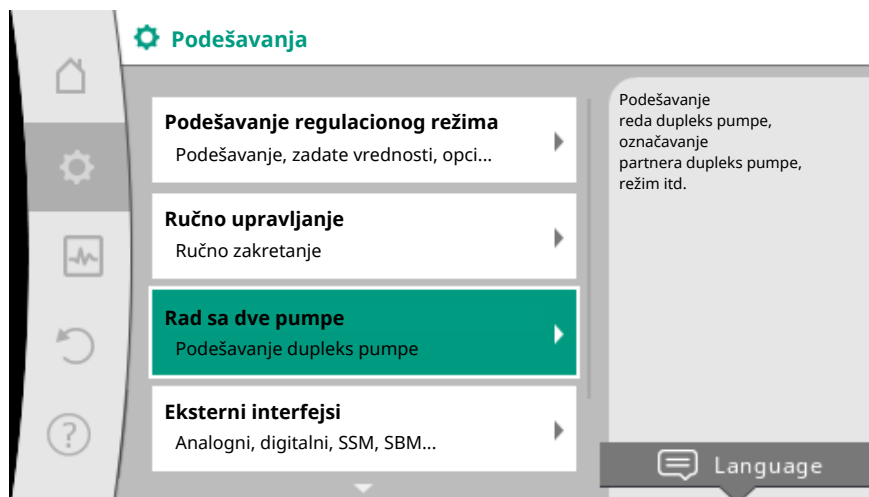 Podešavanja
Podešavanje regulacionog režima
Podešavanje, zadate vrednosti, opci...
Ručno upravljanje
Ručno zakretanje
Rad sa dve pumpe
Podešavanje dupleks pumpe
Eksterni interfejsi
Analogni, digitalni, SSM, SBM...
Podešavanje
reda dupleks pumpe,
označavanje
partnera dupleks pumpe,
režim itd.
Language